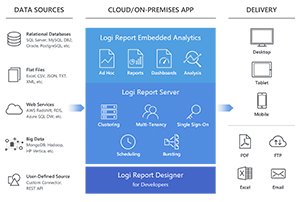 DATA SOURCES
CLOUD/ON-PREMISES APP
DELIVERY
Relational Databases
SQL Server, MySQL, DB2,
Oracle, PostgreSQL, etc.
Flat Files
Excel, CSV, JSON, TXT,
XML, etc.
Web Services
AWS Redshift, RDS,
Azure SQL DW, etc.
Big Data
MongoDB, Hadoop,
HP Vertica, etc.
User-Defined Source
Custom Connector,
REST API
Logi Report Embedded Analytics
Ad Hoc
Reports
Dashboards
Analysis
Logi Report Server
Clustering
Multi-Tenancy
Single Sign-On
Scheduling
Bursting
Logi Report Designer
for Developers
Desktop
Tablet
Mobile
PDF
FTP
Excel
Email